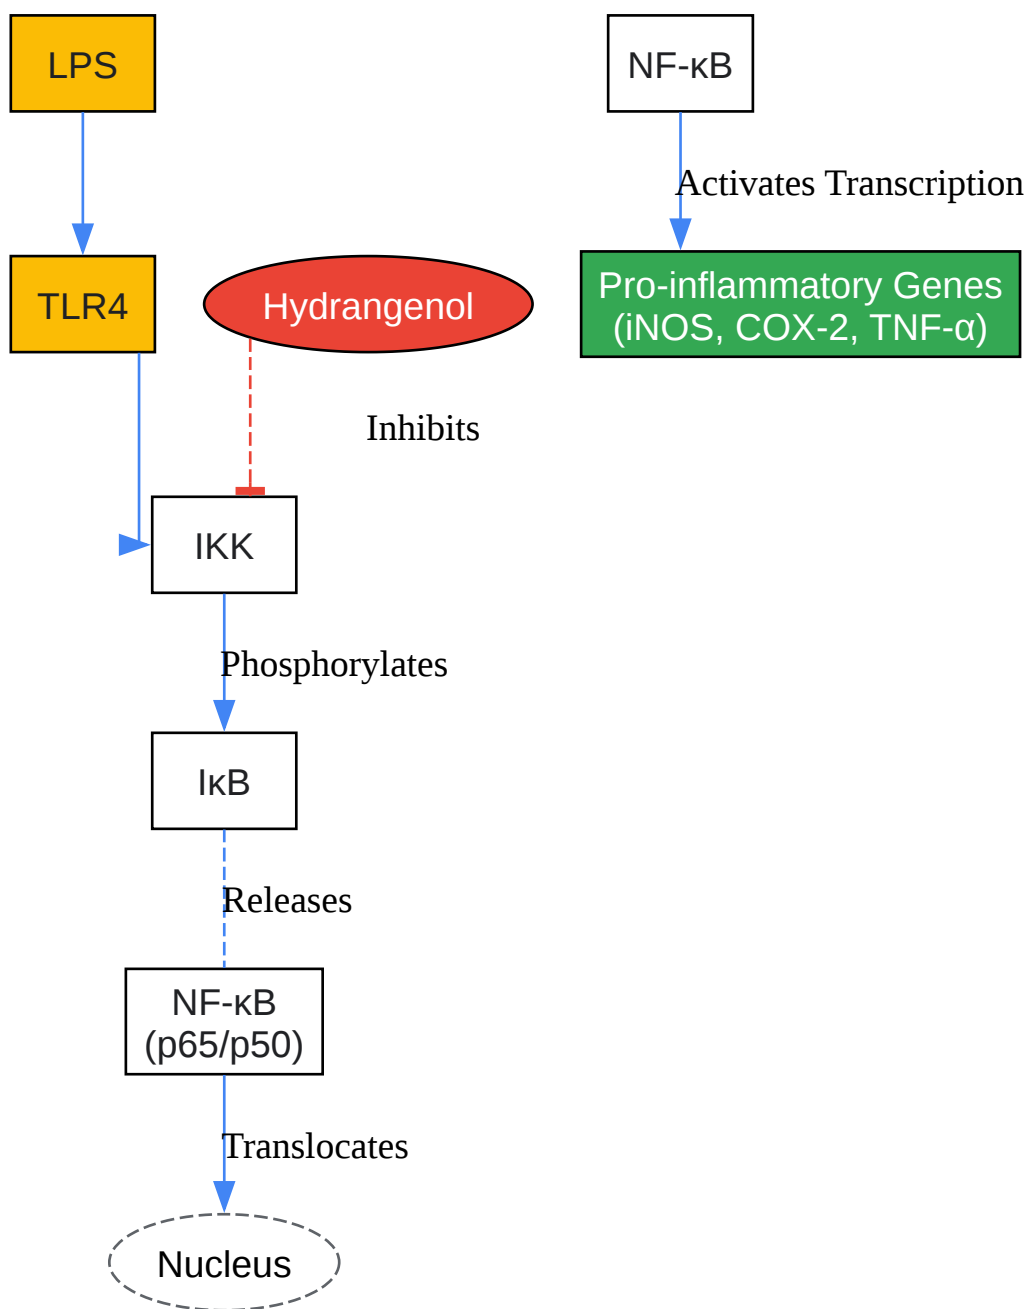 LPS
NF-κB
Activates Transcription
TLR4
Hydrangenol
Pro-inflammatory Genes
(iNOS, COX-2, TNF-α)
Inhibits
IKK
Phosphorylates
IκB
Releases
NF-κB
(p65/p50)
Translocates
Nucleus